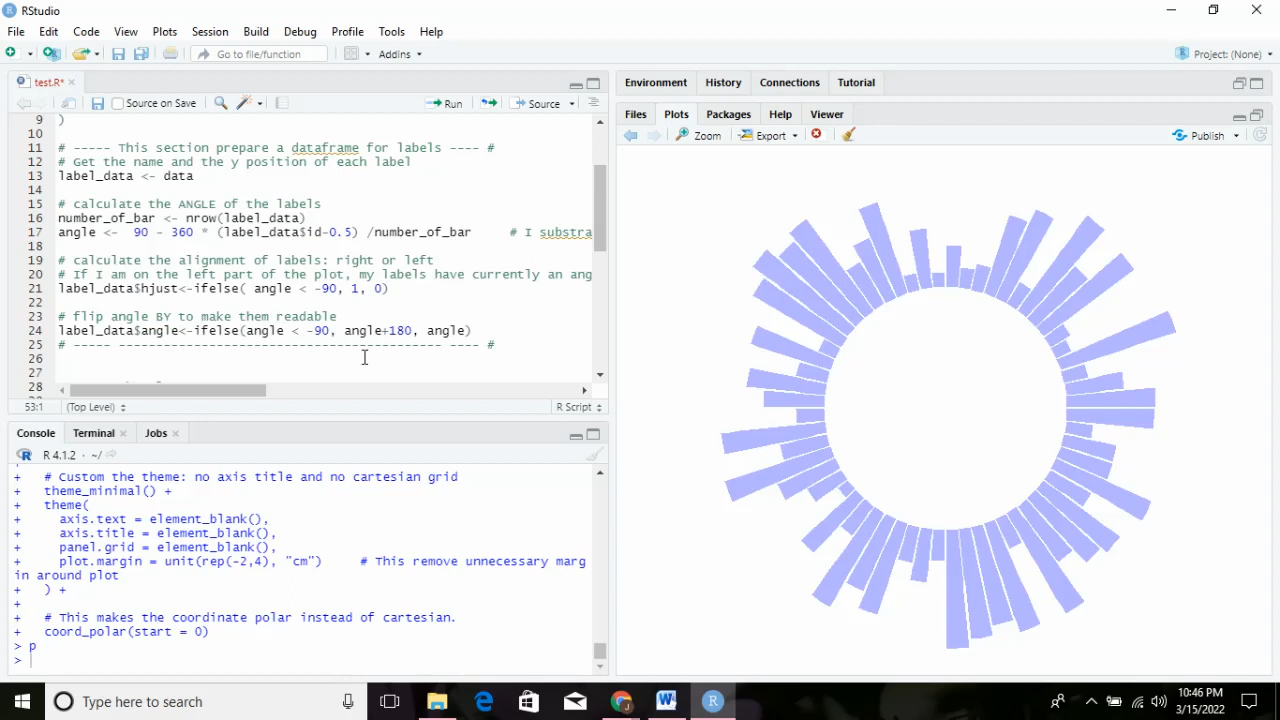 RStudio
File Edit Code View Plots Session Build Debug Profile Tools Help
Go to file/function Addins Project: (None)
test.R*
Source on Save Run Source
9 )
10
11 # ----- This section prepare a dataframe for labels ---- #
12 # Get the name and the y position of each label
13 label_data <- data
14
15 # calculate the ANGLE of the labels
16 number_of_bar <- nrow(label_data)
17 angle <-  90 - 360 * (label_data$id-0.5) /number_of_bar     # I substra
18
19 # calculate the alignment of labels: right or left
20 # If I am on the left part of the plot, my labels have currently an ang
21 label_data$hjust<-ifelse( angle < -90, 1, 0)
22
23 # flip angle BY to make them readable
24 label_data$angle<-ifelse(angle < -90, angle+180, angle)
25 # ----- ------------------------------------------- ---- #
26
27
28
53:1 (Top Level) R Script
Console Terminal Jobs
R R 4.1.2 · ~/
+   # Custom the theme: no axis title and no cartesian grid
+   theme_minimal() +
+   theme(
+     axis.text = element_blank(),
+     axis.title = element_blank(),
+     panel.grid = element_blank(),
+     plot.margin = unit(rep(-2,4), "cm")     # This remove unnecessary marg
in around plot
+   ) +
+
+   # This makes the coordinate polar instead of cartesian.
+   coord_polar(start = 0)
> p
>
Environment History Connections Tutorial
Files Plots Packages Help Viewer
Zoom Export Publish
Type here to search
10:46 PM
3/15/2022